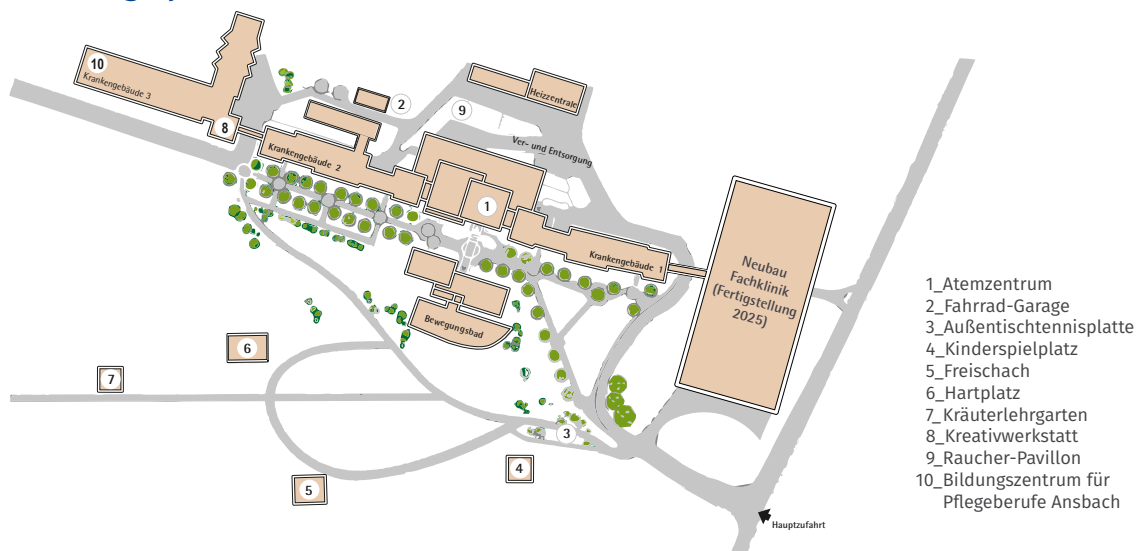 10
Krankengebäude 3
2
9
Heizzentrale
8
Ver- und Entsorgung
Krankengebäude 2
1
Krankengebäude 1
Neubau
Fachklinik
(Fertigstellung
2025)
Bewegungsbad
6
7
3
4
5
Hauptzufahrt
1_Atemzentrum
2_Fahrrad-Garage
3_Außentischtennisplatte
4_Kinderspielplatz
5_Freischach
6_Hartplatz
7_Kräuterlehrgarten
8_Kreativwerkstatt
9_Raucher-Pavillon
10_Bildungszentrum für
Pflegeberufe Ansbach